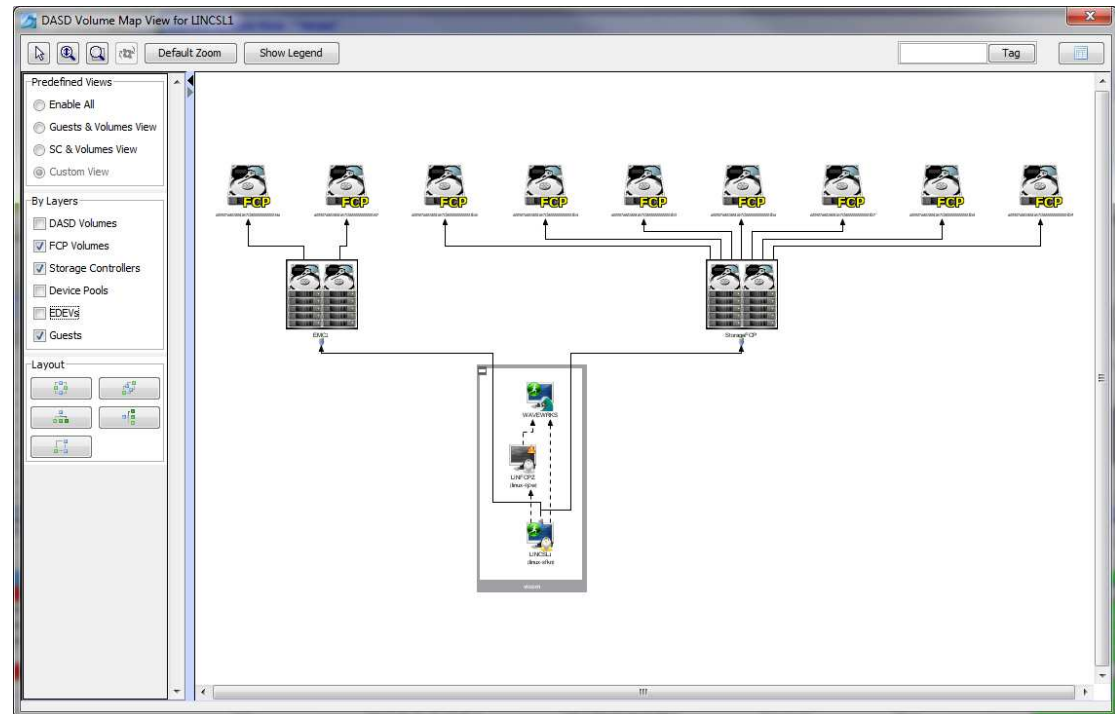 DASD Volume Map View for LINCSL1
Default Zoom
Show Legend
Tag
Predefined Views
Enable All
Guests & Volumes View
SC & Volumes View
Custom View
By Layers
DASD Volumes
FCP Volumes
Storage Controllers
Device Pools
EDEVs
Guests
Layout
FCP FCP FCP FCP FCP FCP FCP FCP FCP
EMC1
StorageFCP
WAVEWRKS
LINFCP2
LINCSL1